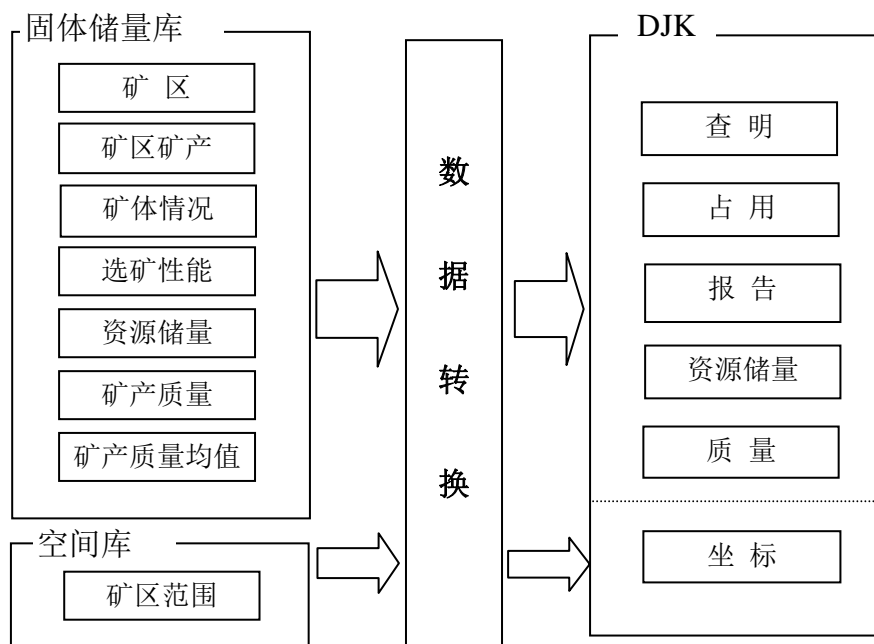 固体储量库
矿 区
矿区矿产
矿体情况
选矿性能
资源储量
矿产质量
矿产质量均值
空间库
矿区范围
数
据
转
换
DJK
查 明
占 用
报 告
资源储量
质 量
坐 标